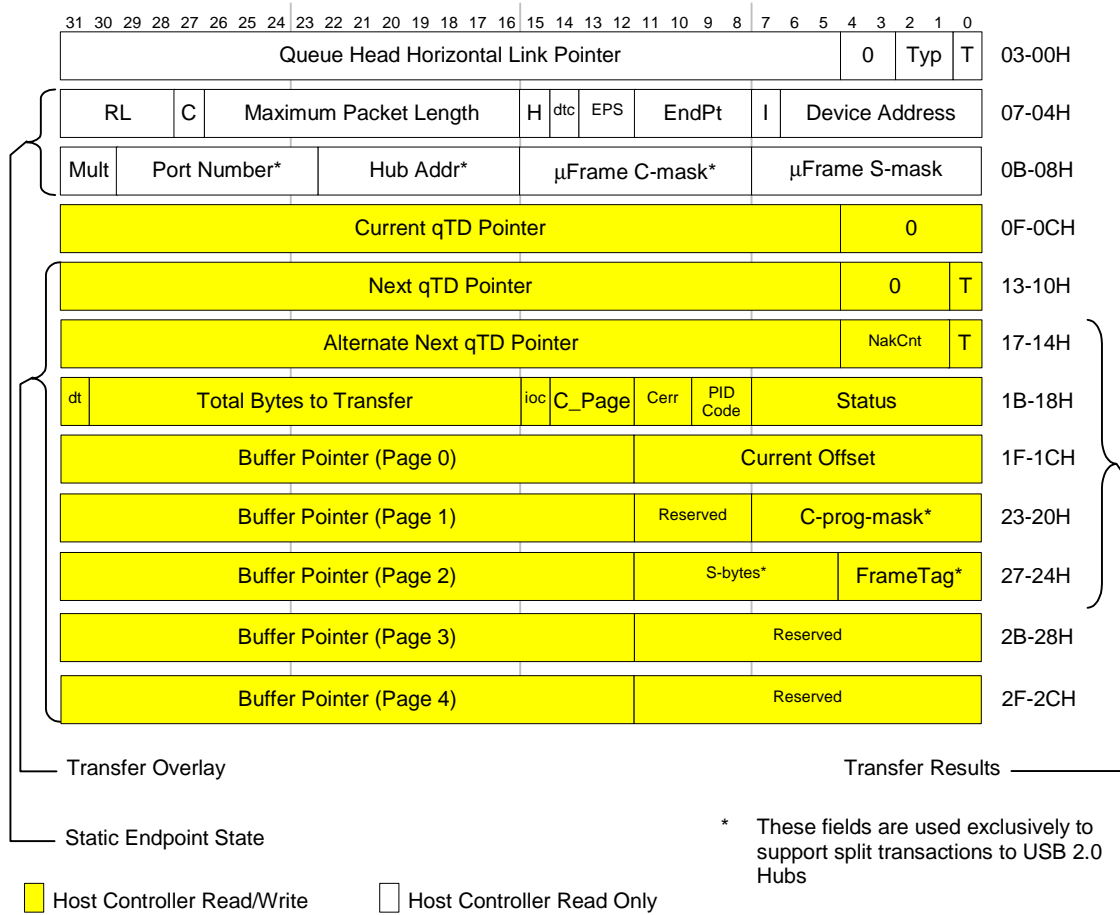 31 30 29 28 27 26 25 24 23 22 21 20 19 18 17 16 15 14 13 12 11 10 9 8 7 6 5 4 3 2 1 0
Queue Head Horizontal Link Pointer 0 Typ T 03-00H
RL C Maximum Packet Length H dtc EPS EndPt I Device Address 07-04H
Mult Port Number* Hub Addr* µFrame C-mask* µFrame S-mask 0B-08H
Current qTD Pointer 0 0F-0CH
Next qTD Pointer 0 T 13-10H
Alternate Next qTD Pointer NakCnt T 17-14H
dt Total Bytes to Transfer ioc C_Page Cerr PID Code Status 1B-18H
Buffer Pointer (Page 0) Current Offset 1F-1CH
Buffer Pointer (Page 1) Reserved C-prog-mask* 23-20H
Buffer Pointer (Page 2) S-bytes* FrameTag* 27-24H
Buffer Pointer (Page 3) Reserved 2B-28H
Buffer Pointer (Page 4) Reserved 2F-2CH
Transfer Overlay Transfer Results
Static Endpoint State
* These fields are used exclusively to
support split transactions to USB 2.0
Hubs
Host Controller Read/Write Host Controller Read Only